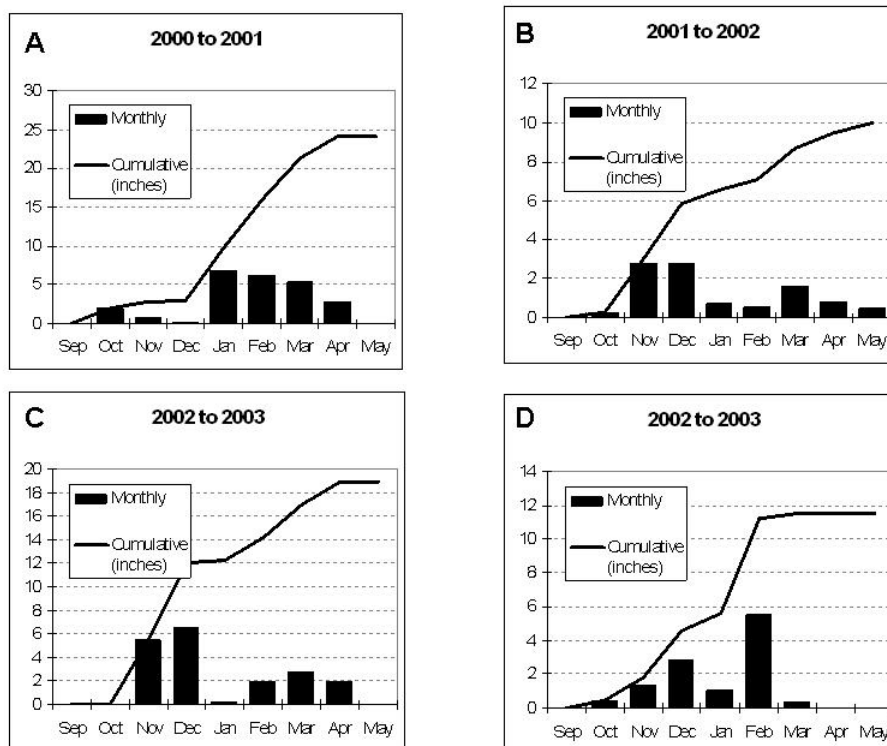 A
2000 to 2001
30
25
20
15
10
5
0
Monthly
Cumulative
(inches)
Sep Oct Nov Dec Jan Feb Mar Apr May
B
2001 to 2002
12
10
8
6
4
2
0
Monthly
Cumulative
(inches)
Sep Oct Nov Dec Jan Feb Mar Apr May
C
2002 to 2003
20
18
16
14
12
10
8
6
4
2
0
Monthly
Cumulative
(inches)
Sep Oct Nov Dec Jan Feb Mar Apr May
D
2002 to 2003
14
12
10
8
6
4
2
0
Monthly
Cumulative
(inches)
Sep Oct Nov Dec Jan Feb Mar Apr May